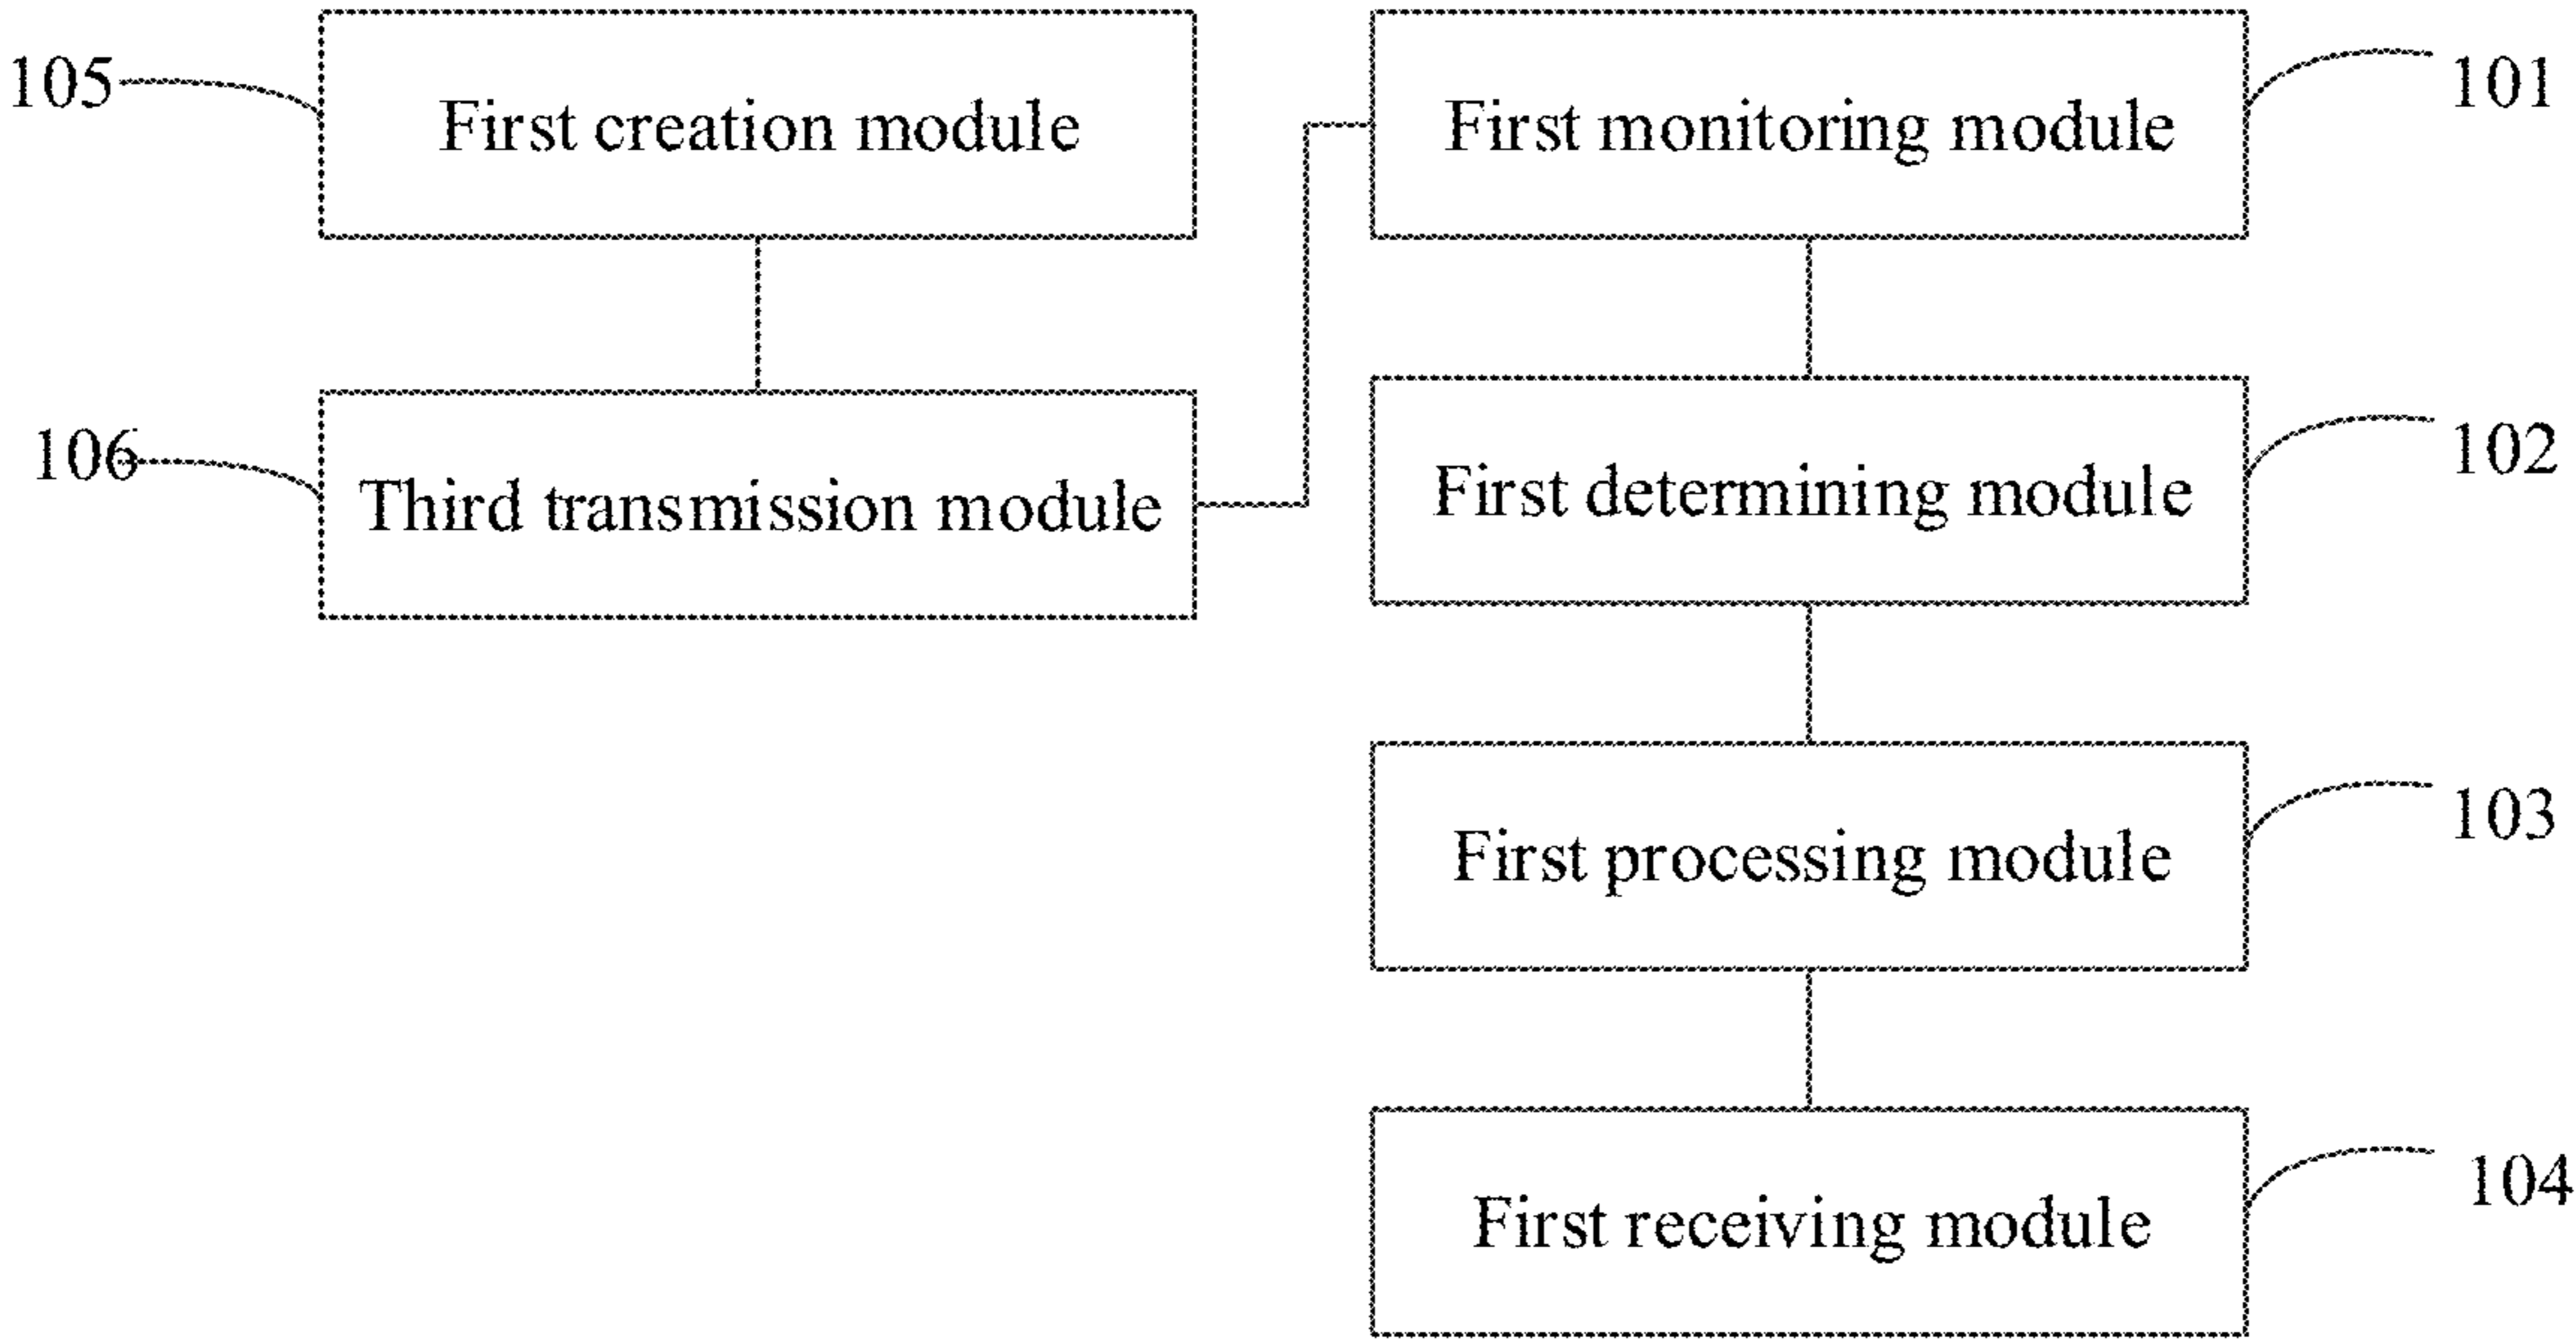 105
First creation module
First monitoring module
101
106
Third transmission module
First determining module
102
First processing module
103
First receiving module
104